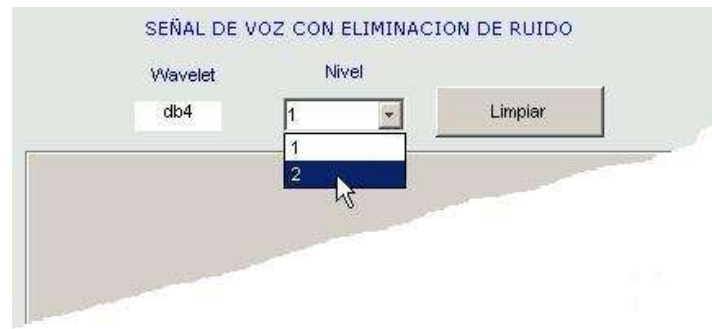 SEÑAL DE VOZ CON ELIMINACION DE RUIDO
Wavelet Nivel
db4 1 Limpiar
1
2